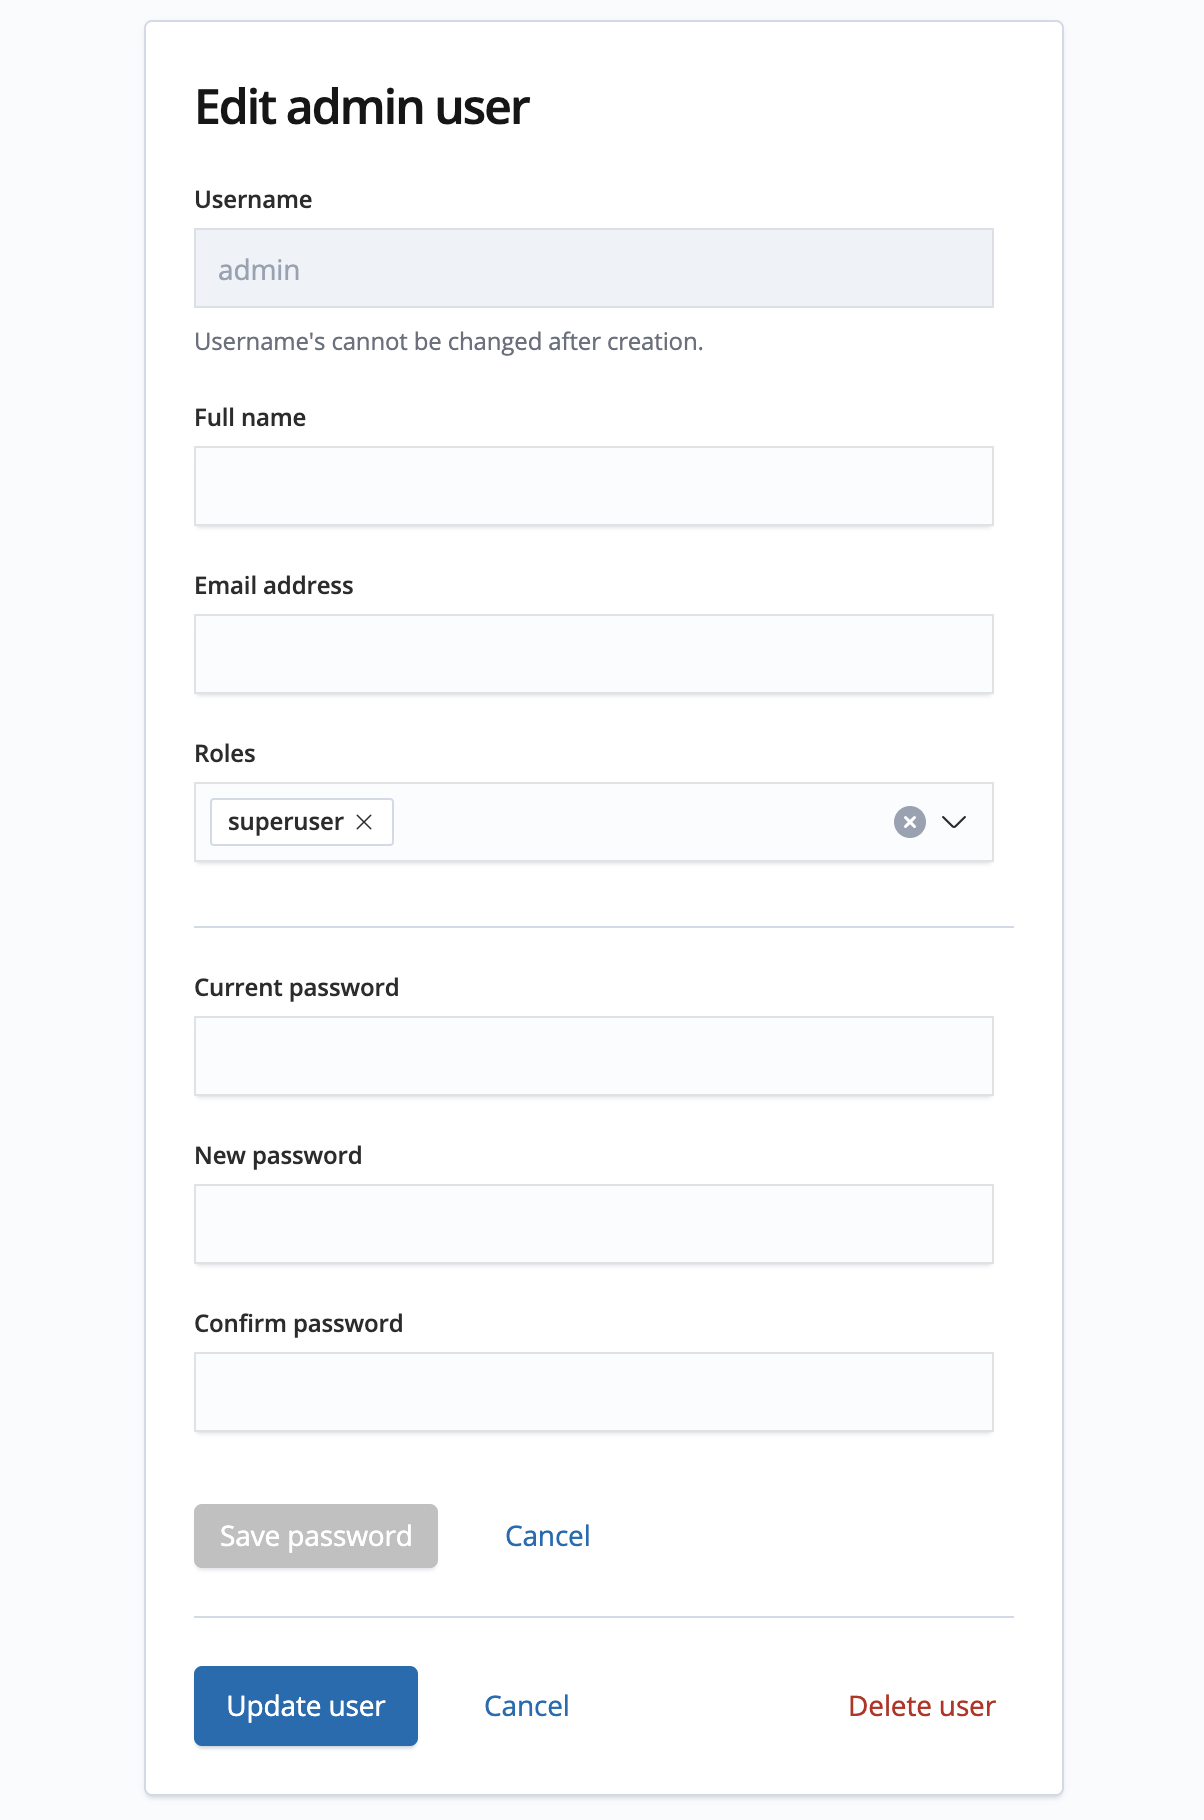 Edit admin user
Username
admin
Username's cannot be changed after creation.
Full name
Email address
Roles
superuser
Current password
New password
Confirm password
Save password Cancel
Update user Cancel Delete user